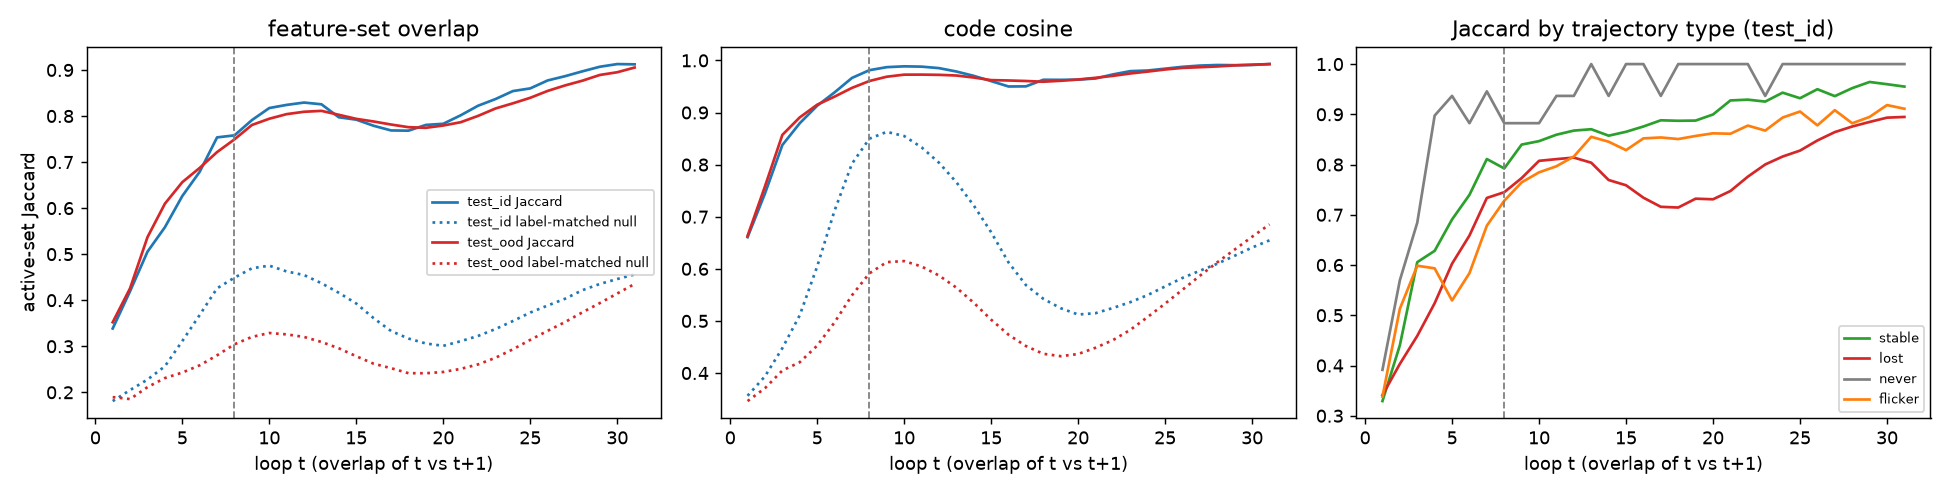 feature-set overlap
active-set Jaccard
0.9
0.8
0.7
0.6
0.5
0.4
0.3
0.2
test_id Jaccard
test_id label-matched null
test_ood Jaccard
test_ood label-matched null
0 5 10 15 20 25 30
loop t (overlap of t vs t+1)
code cosine
1.0
0.9
0.8
0.7
0.6
0.5
0.4
0 5 10 15 20 25 30
loop t (overlap of t vs t+1)
Jaccard by trajectory type (test_id)
1.0
0.9
0.8
0.7
0.6
0.5
0.4
0.3
stable
lost
never
flicker
0 5 10 15 20 25 30
loop t (overlap of t vs t+1)